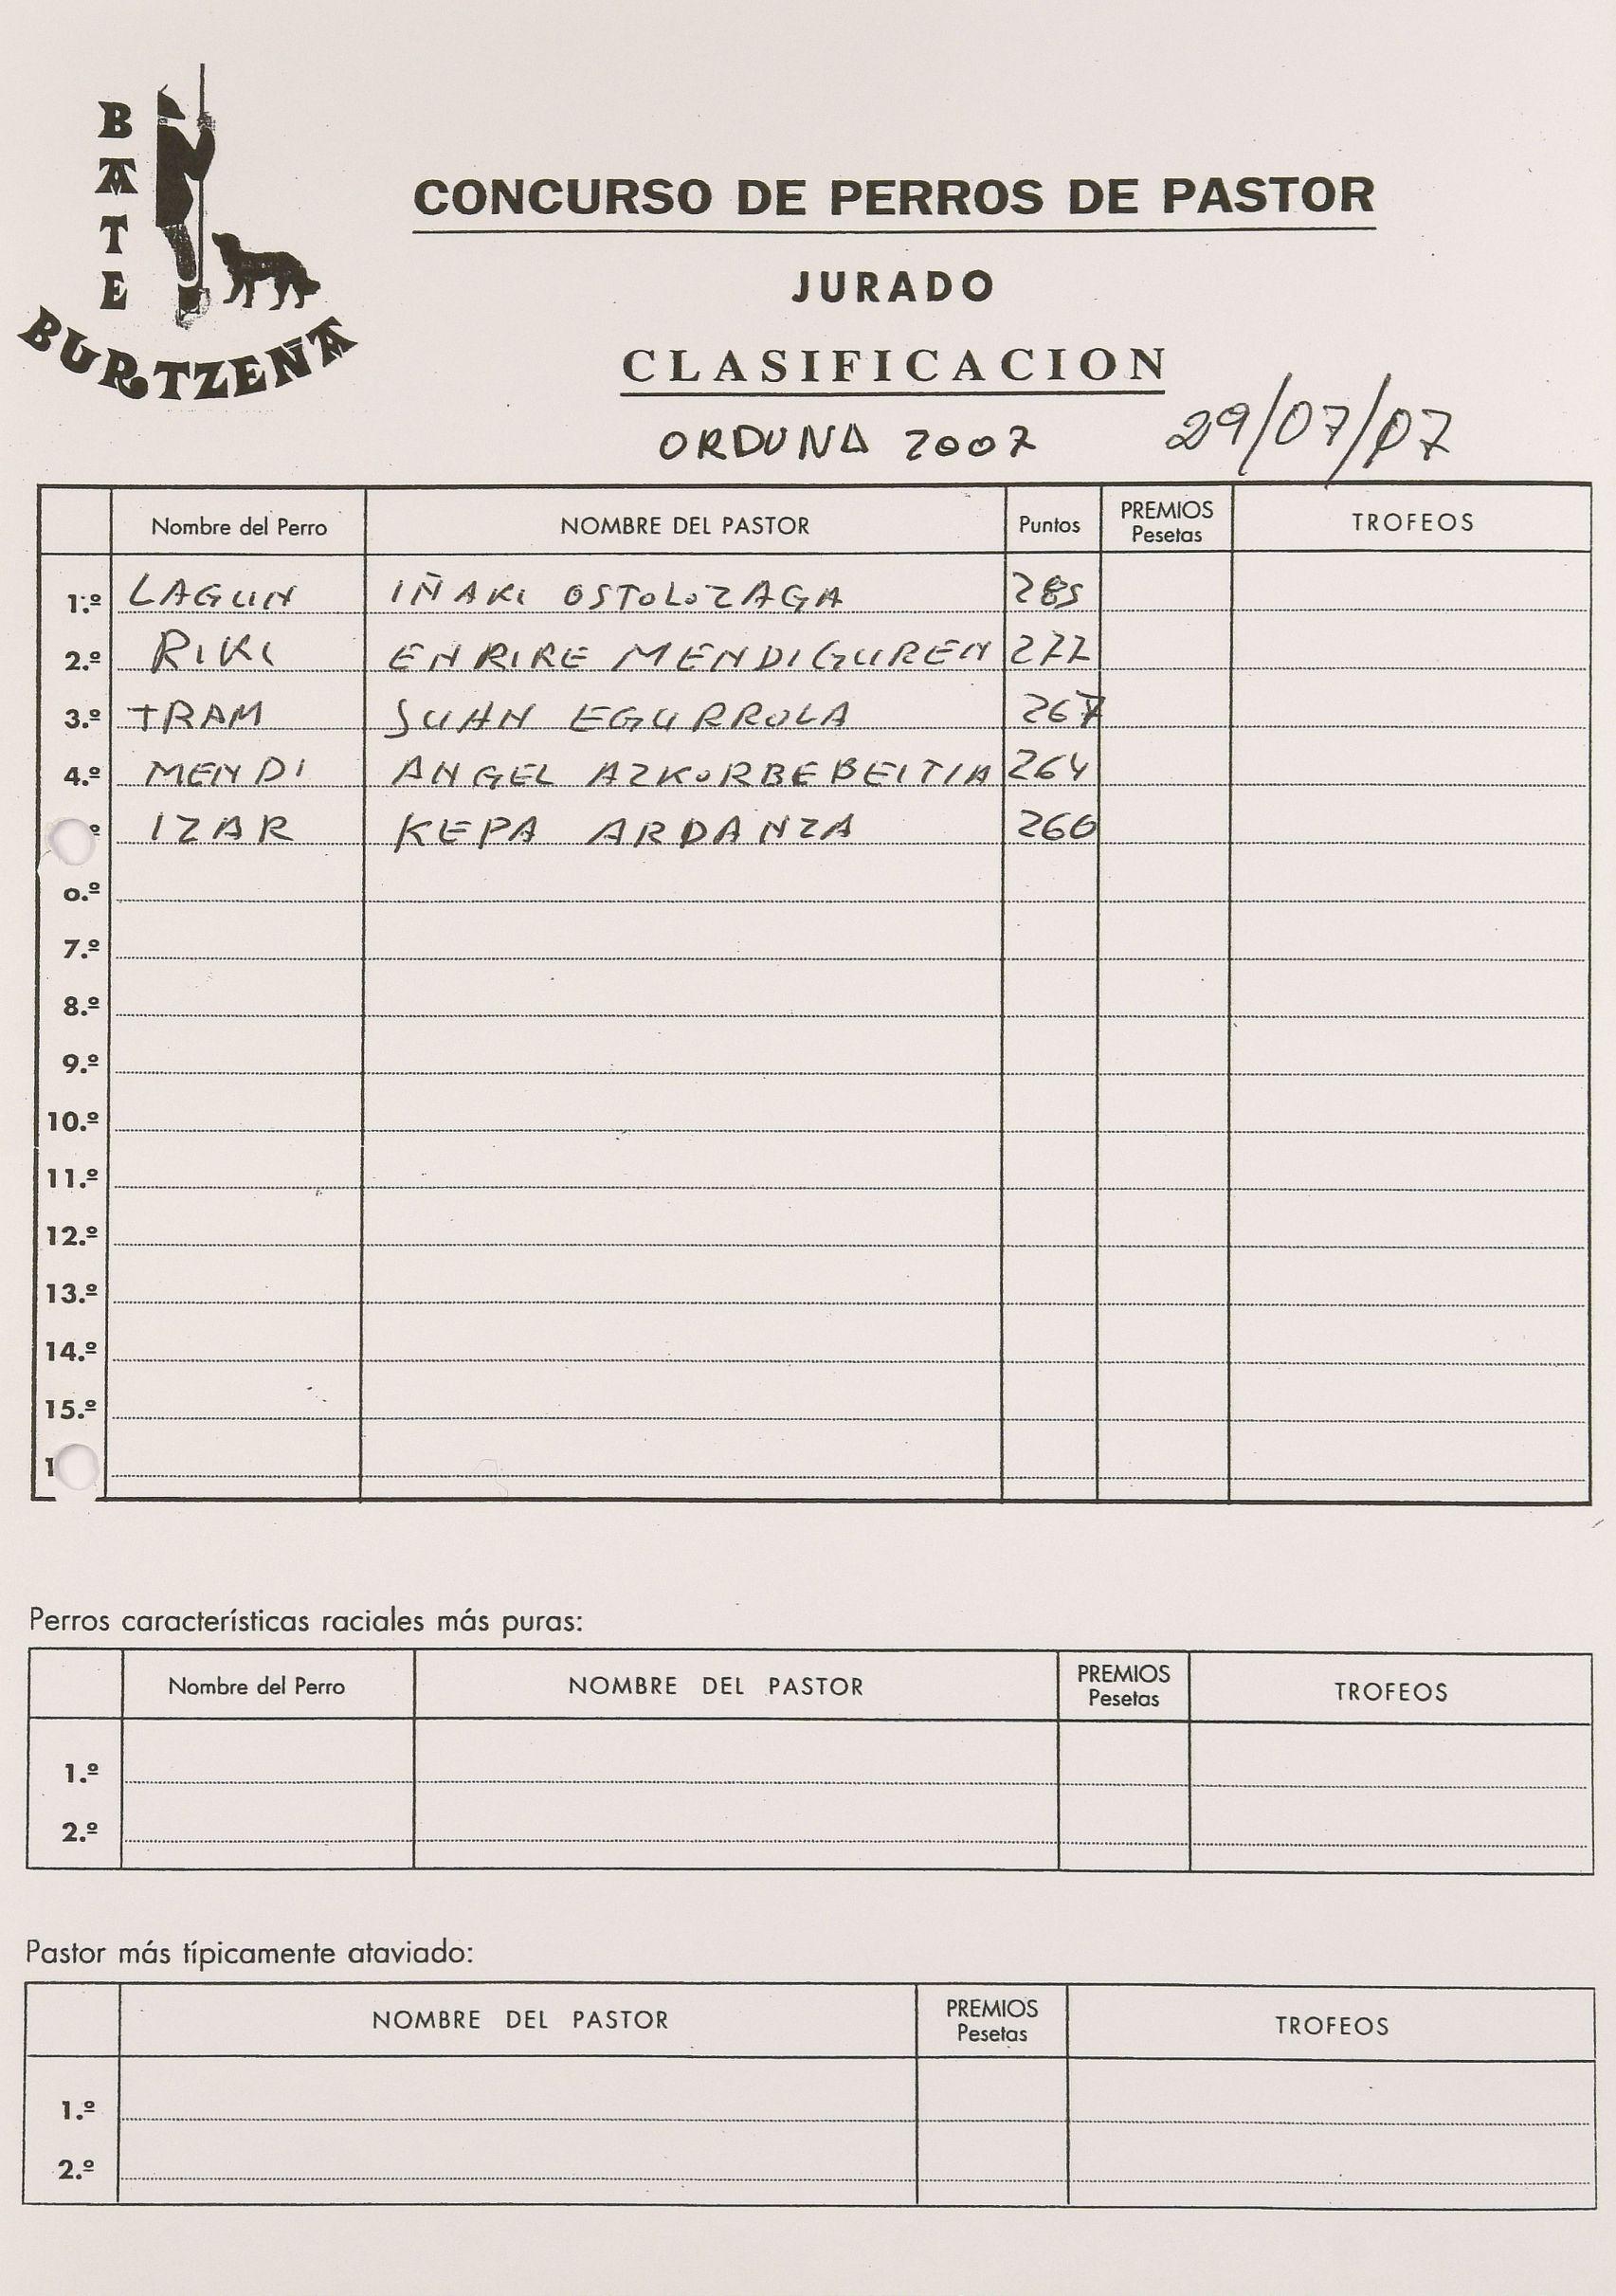 BATE
BURTZEÑA
CONCURSO DE PERROS DE PASTOR
JURADO
CLASIFICACION
ORDUNA 2007 29/07/07
Nombre del Perro NOMBRE DEL PASTOR Puntos PREMIOS Pesetas TROFEOS
1.º LAGUN IÑAKI OSTOLOZAGA 285
2.º RIKI ENRIRE MENDIGUREN 277
3.º TRAM JUAN EGURROLA 267
4.º MENDI ANGEL AZKORBEBEITIA 264
º IZAR KEPA ARDANZA 260
6.º
7.º
8.º
9.º
10.º
11.º
12.º
13.º
14.º
15.º
1
Perros características raciales más puras:
Nombre del Perro NOMBRE DEL PASTOR PREMIOS Pesetas TROFEOS
1.º
2.º
Pastor más típicamente ataviado:
NOMBRE DEL PASTOR PREMIOS Pesetas TROFEOS
1.º
2.º